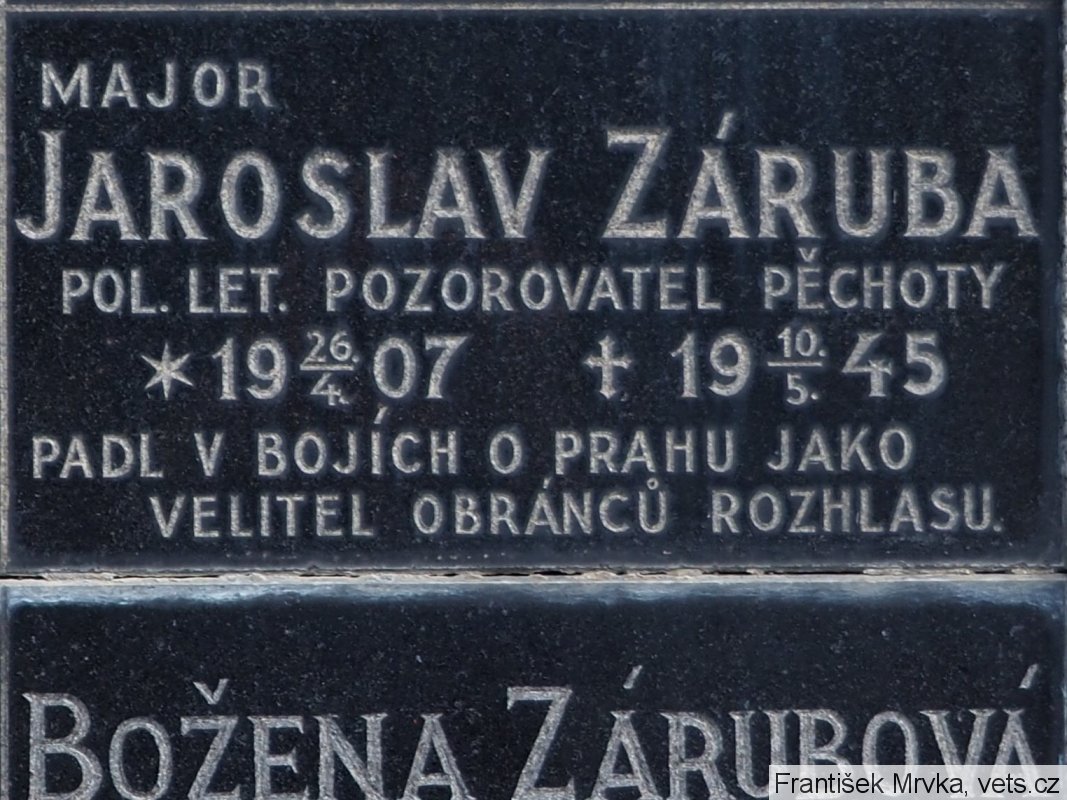 MAJOR
JAROSLAV ZÁRUBA
POL. LET. POZOROVATEL PĚCHOTY
* 19 26./4. 07 † 19 10./5. 45
PADL V BOJÍCH O PRAHU JAKO
VELITEL OBRÁNCŮ ROZHLASU.
BOŽENA ZÁRUBOVÁ
František Mrvka, vets.cz